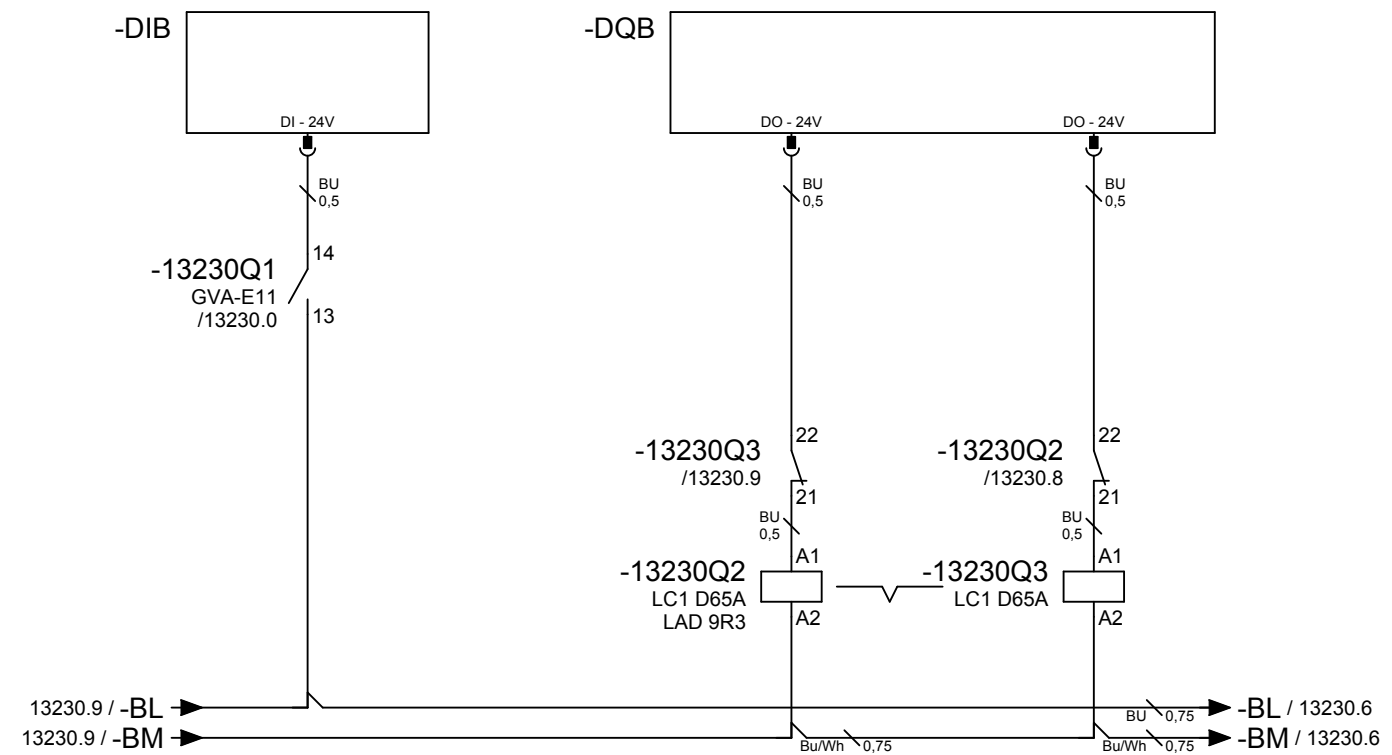 -DIB
-DQB
DI - 24V
DO - 24V
DO - 24V
BU
0,5
BU
0,5
BU
0,5
14
-13230Q1
GVA-E11
/13230.0
13
22
-13230Q3
/13230.9
21
22
-13230Q2
/13230.8
21
BU
0,5
BU
0,5
A1
-13230Q2
LC1 D65A
LAD 9R3
A2
A1
-13230Q3
LC1 D65A
A2
13230.9 / -BL
BU 0,75
-BL / 13230.6
13230.9 / -BM
Bu/Wh 0,75
Bu/Wh 0,75
-BM / 13230.6